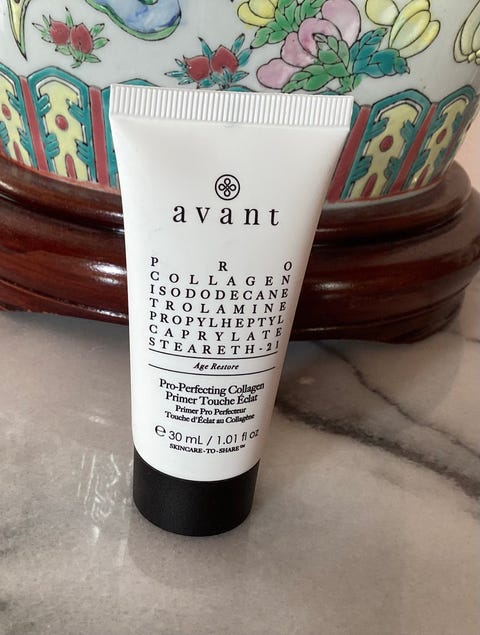 avant
PRO
COLLAGEN
ISODODECANE
TROLAMINE
PROPYLHEPTYL
CAPRYLATE
STEARETH-21
Age Restore
Pro-Perfecting Collagen
Primer Touche Éclat
Primer Pro Perfecteur
Touche d'Éclat au Collagène
℮ 30 mL / 1.01 fl oz
SKINCARE-TO-SHARE™